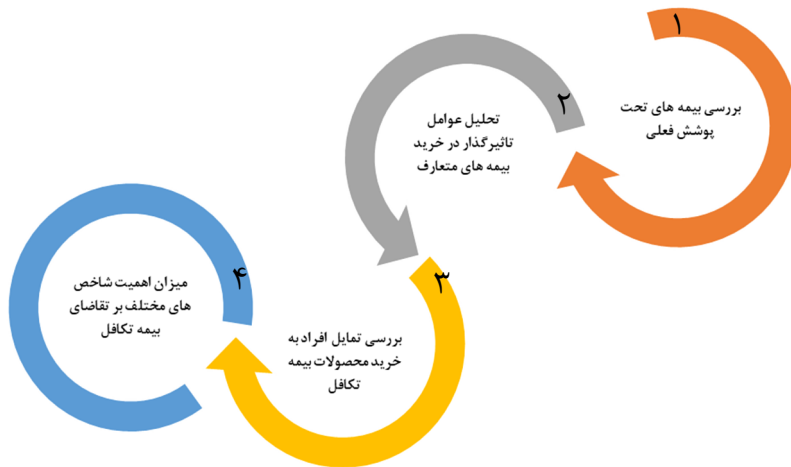 ۱
بررسی بیمه های تحت
پوشش فعلی
۲
تحلیل عوامل
تاثیرگذار در خرید
بیمه های متعارف
۳
بررسی تمایل افراد به
خرید محصولات بیمه
تکافل
۴
میزان اهمیت شاخص
های مختلف بر تقاضای
بیمه تکافل